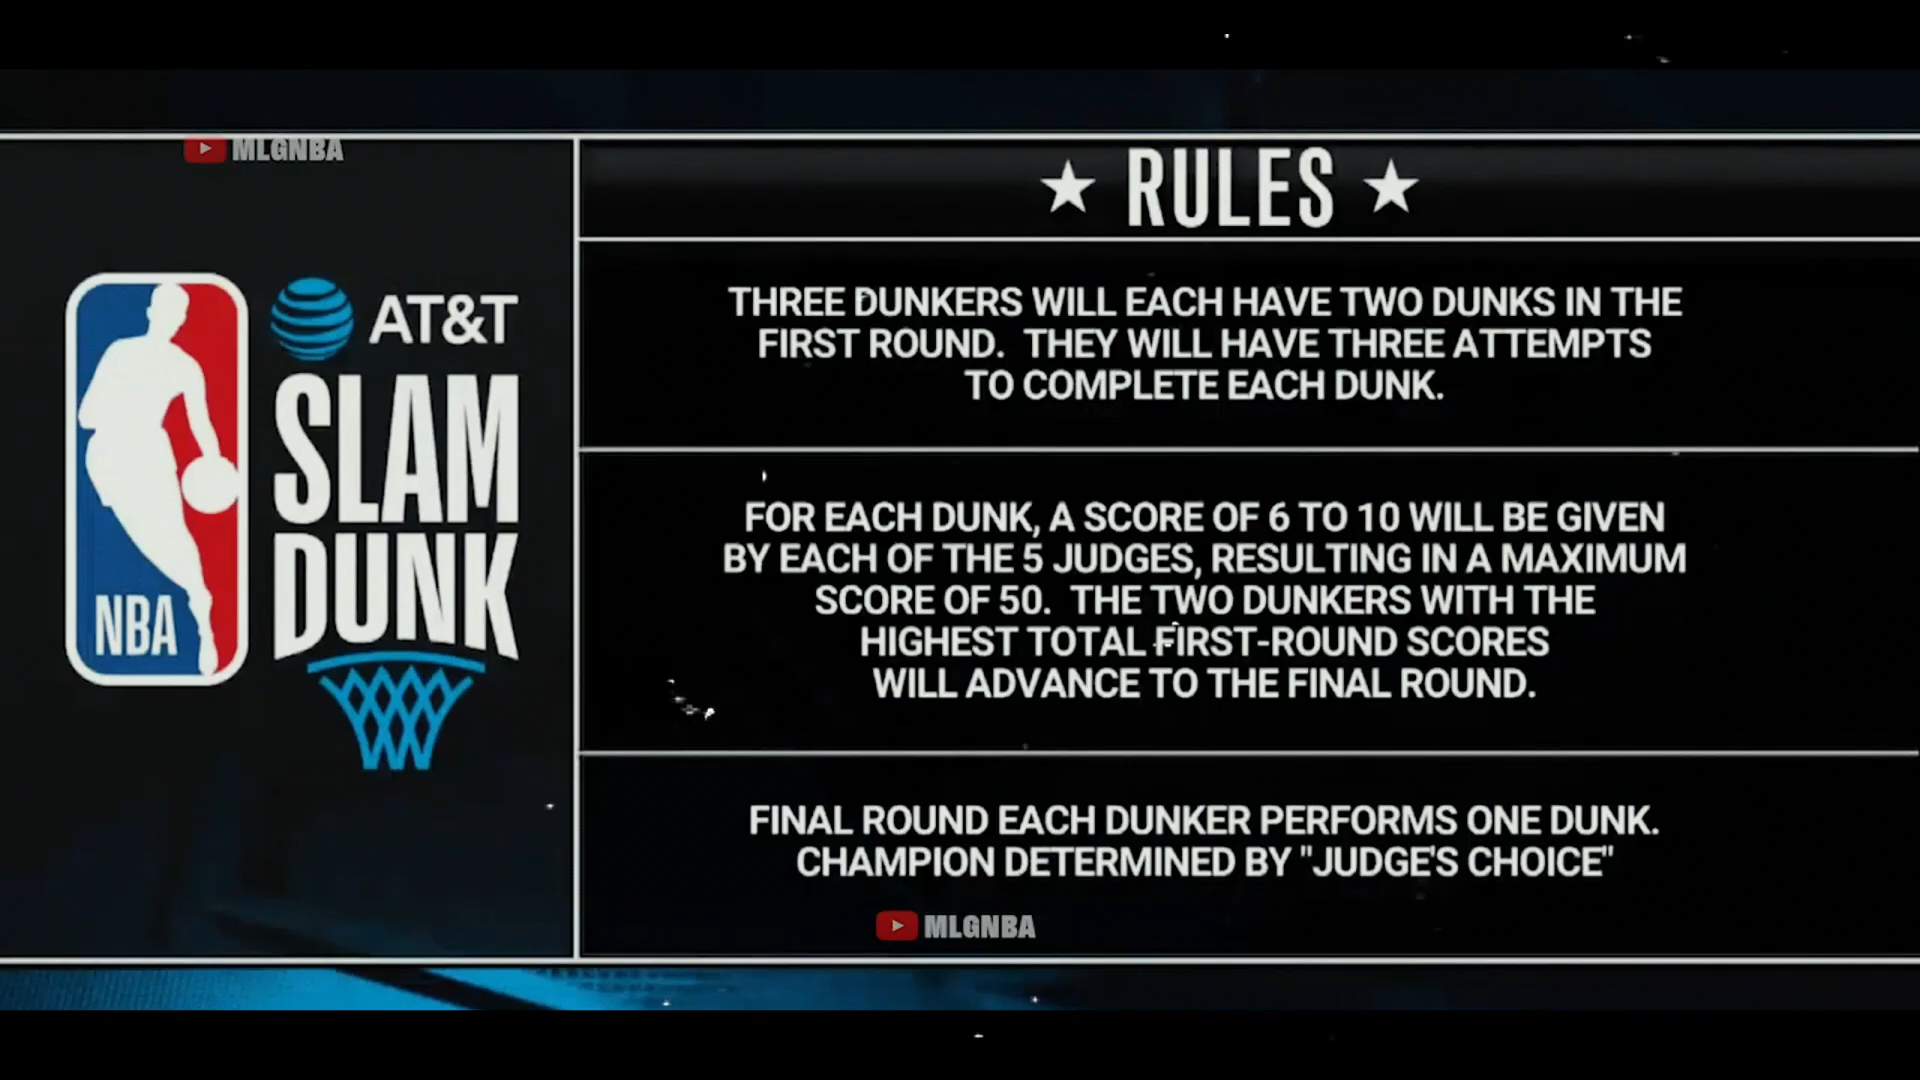 MLGNBA
NBA
AT&T
SLAM
DUNK
RULES
THREE DUNKERS WILL EACH HAVE TWO DUNKS IN THE
FIRST ROUND. THEY WILL HAVE THREE ATTEMPTS
TO COMPLETE EACH DUNK.
FOR EACH DUNK, A SCORE OF 6 TO 10 WILL BE GIVEN
BY EACH OF THE 5 JUDGES, RESULTING IN A MAXIMUM
SCORE OF 50. THE TWO DUNKERS WITH THE
HIGHEST TOTAL FIRST-ROUND SCORES
WILL ADVANCE TO THE FINAL ROUND.
FINAL ROUND EACH DUNKER PERFORMS ONE DUNK.
CHAMPION DETERMINED BY "JUDGE'S CHOICE"
MLGNBA